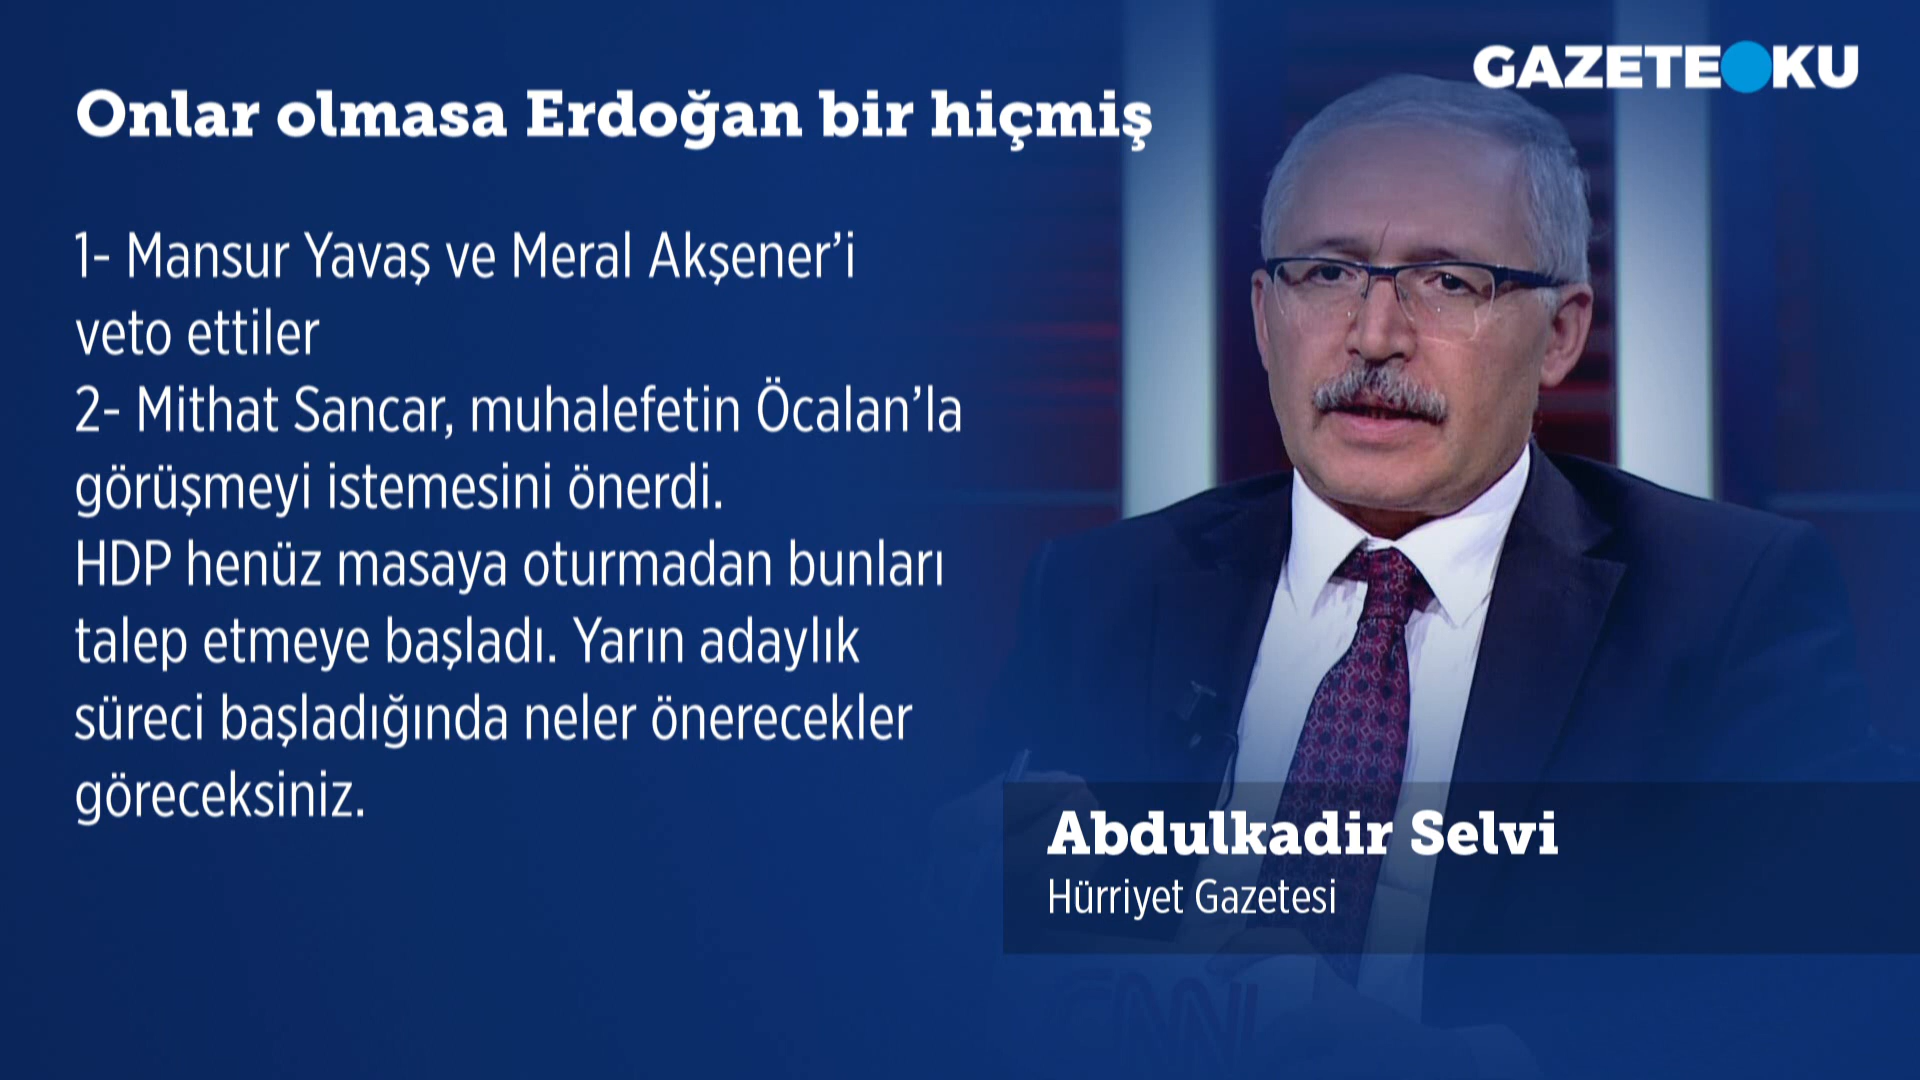 GAZETE KU
Onlar olmasa Erdoğan bir hiçmiş
1- Mansur Yavaş ve Meral Akşener’i
veto ettiler
2- Mithat Sancar, muhalefetin Öcalan’la
görüşmeyi istemesini önerdi.
HDP henüz masaya oturmadan bunları
talep etmeye başladı. Yarın adaylık
süreci başladığında neler önerecekler
göreceksiniz.
Abdulkadir Selvi
Hürriyet Gazetesi
CNN